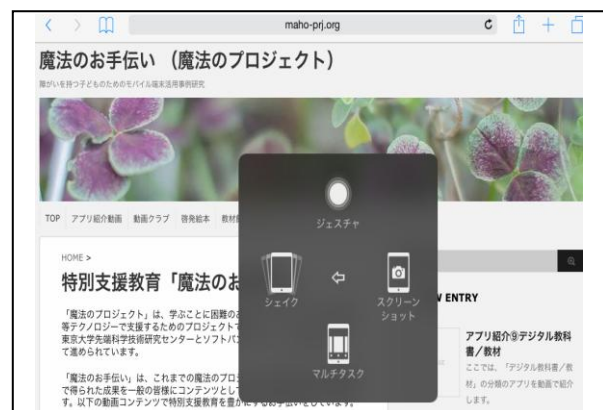 maho-prj.org
魔法のお手伝い （魔法のプロジェクト）
障がいを持つ子どものためのモバイル端末活用事例研究
TOP アプリ紹介動画 動画クラブ 啓発絵本 教材
HOME >
特別支援教育「魔法のお
「魔法のプロジェクト」は、学ぶことに困難の
等テクノロジーで支援するためのプロジェクトで
東京大学先端科学技術研究センターとソフトバン
て進められています。
「魔法のお手伝い」は、これまでの魔法のプロジ
で得られた成果を一般の皆様にコンテンツとして
す。以下の動画コンテンツで特別支援教育を豊かにするお手伝いをしています。
ジェスチャ
シェイク
スクリーン
ショット
マルチタスク
W ENTRY
アプリ紹介⑨デジタル教科
書／教材
ここでは、「デジタル教科書／教
材」の分類のアプリを動画で紹介
します。